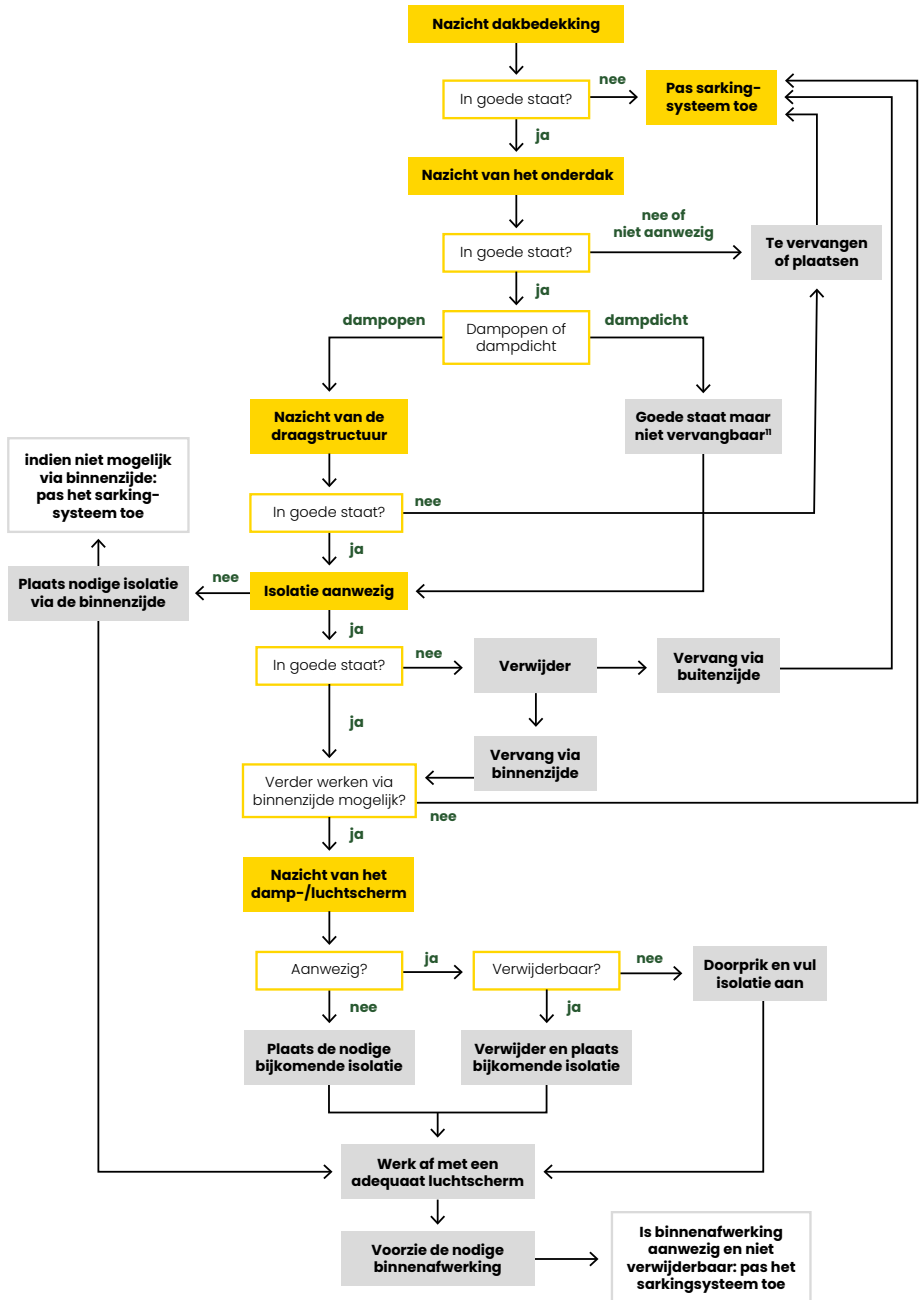 Nazicht dakbedekking
nee
In goede staat?
Pas sarking-
systeem toe
ja
Nazicht van het onderdak
nee of
niet aanwezig
In goede staat?
Te vervangen
of plaatsen
ja
dampopen
Dampopen of
dampdicht
dampdicht
Nazicht van de
draagstructuur
Goede staat maar
niet vervangbaar¹¹
indien niet mogelijk
via binnenzijde:
pas het sarking-
systeem toe
In goede staat?
nee
ja
Plaats nodige isolatie
via de binnenzijde
nee
Isolatie aanwezig
ja
In goede staat?
nee
Verwijder
Vervang via
buitenzijde
ja
Vervang via
binnenzijde
Verder werken via
binnenzijde mogelijk?
nee
ja
Nazicht van het
damp-/luchtscherm
Aanwezig?
ja
Verwijderbaar?
nee
Doorprik en vul
isolatie aan
nee
ja
Plaats de nodige
bijkomende isolatie
Verwijder en plaats
bijkomende isolatie
Werk af met een
adequaat luchtscherm
Voorzie de nodige
binnenafwerking
Is binnenafwerking
aanwezig en niet
verwijderbaar: pas het
sarkingsysteem toe